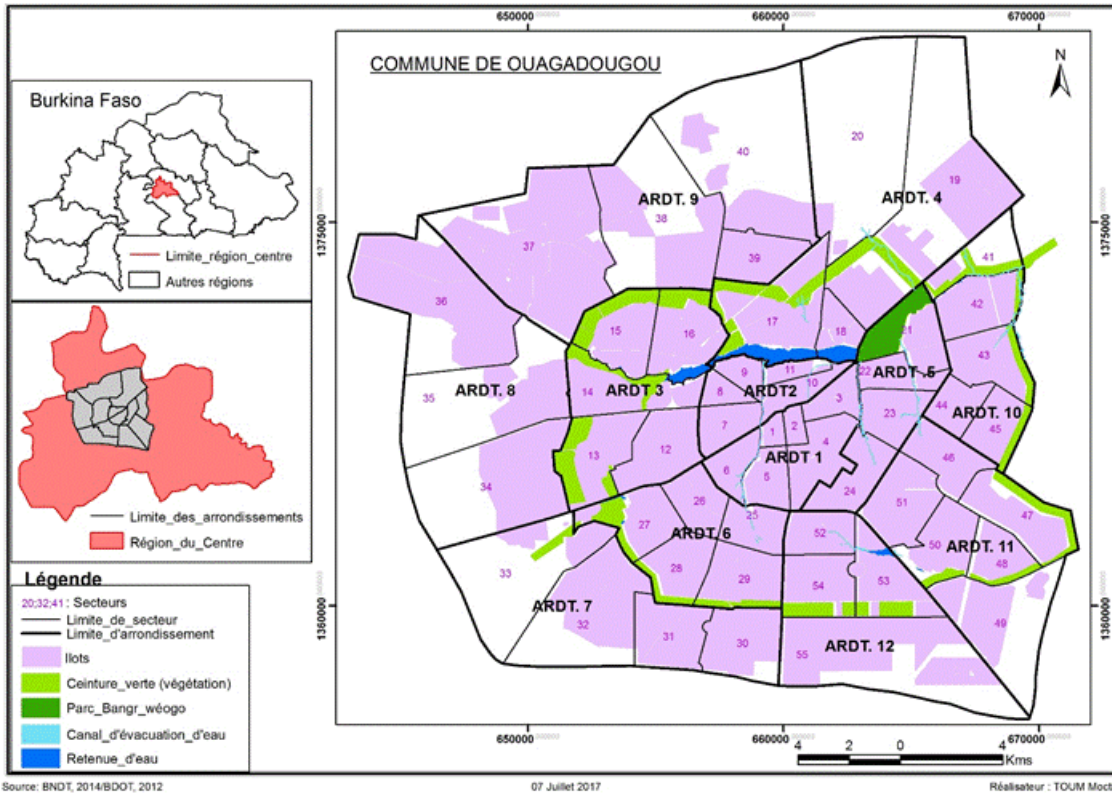 650000 660000 670000
COMMUNE DE OUAGADOUGOU
N
Burkina Faso
Limite_région_centre
Autres régions
Limite_des_arrondissements
Région_du_Centre
Légende
20;32;41 : Secteurs
Limite_de_secteur
Limite_d'arrondissement
Ilots
Ceinture_verte (végétation)
Parc_Bangr_wéogo
Canal_d'évacuation_d'eau
Retenue_d'eau
1375000 1375000
1360000 1360000
20
40
19
ARDT. 9
ARDT. 4
38
37
39
41
36
42
17
15
16
18
21
43
9
11
ARDT. 8
ARDT 3
ARDT2
22
ARDT .5
35
14
8
10
3
44
ARDT. 10
23
45
7
1
2
4
12
ARDT 1
13
6
5
46
34
24
26
51
47
27
25
52
ARDT. 6
50
ARDT. 11
48
33
28
29
54
53
ARDT. 7
32
31
30
ARDT. 12
49
55
650000 660000 670000
4 2 0 4
Kms
Source: BNDT, 2014/BDOT, 2012
07 Juillet 2017
Réalisateur : TOUM Moct